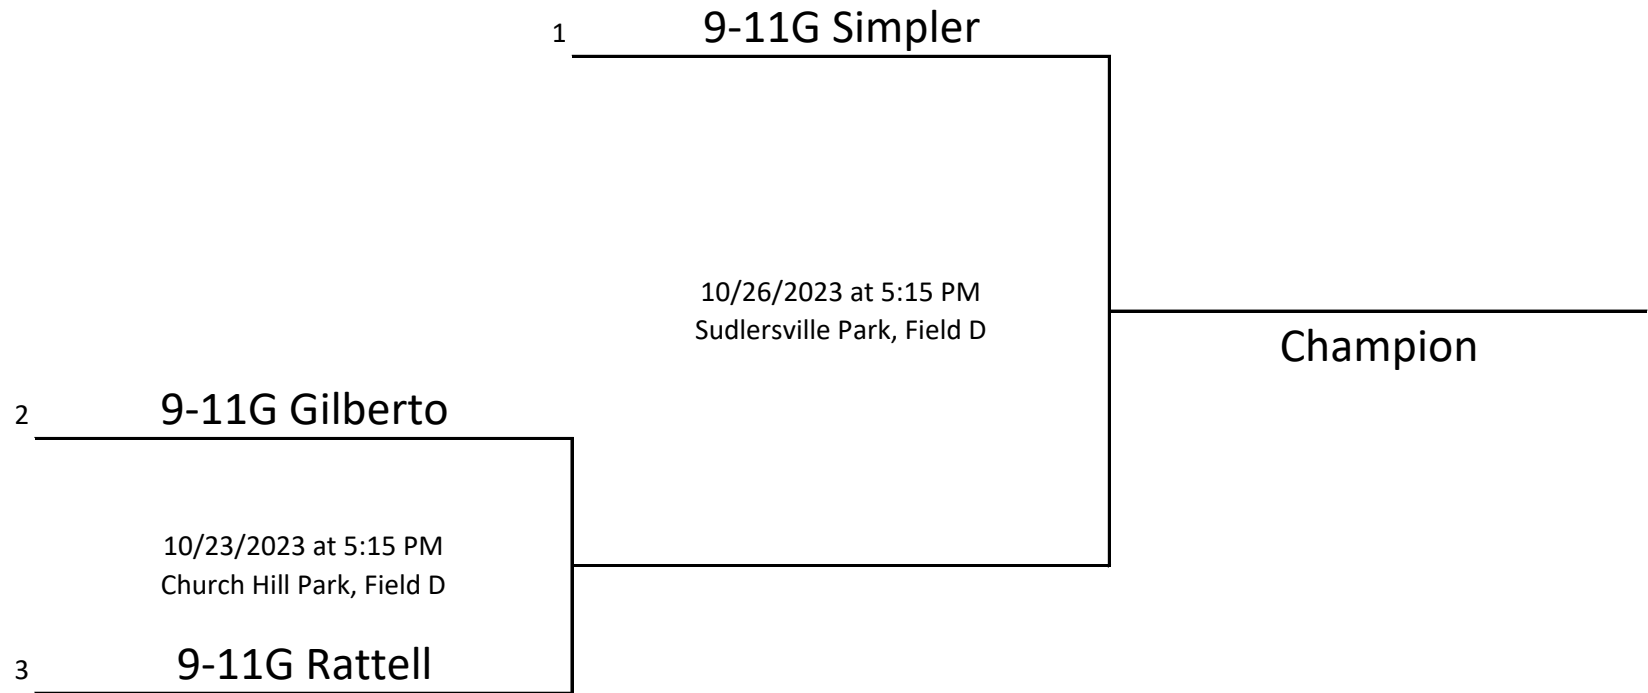 1 9-11G Simpler
10/26/2023 at 5:15 PM
Sudlersville Park, Field D
Champion
2 9-11G Gilberto
10/23/2023 at 5:15 PM
Church Hill Park, Field D
3 9-11G Rattell